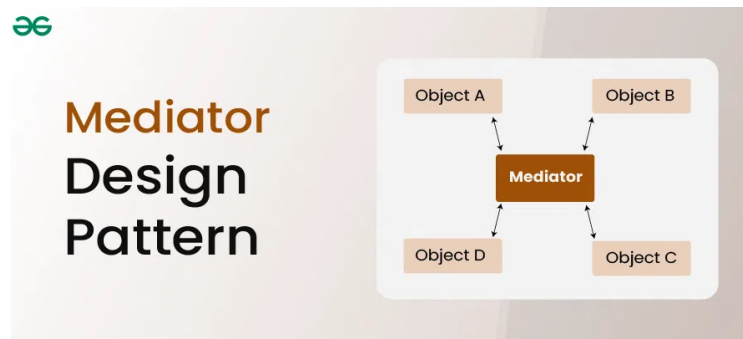 Mediator
Design
Pattern
Object A
Object B
Mediator
Object D
Object C